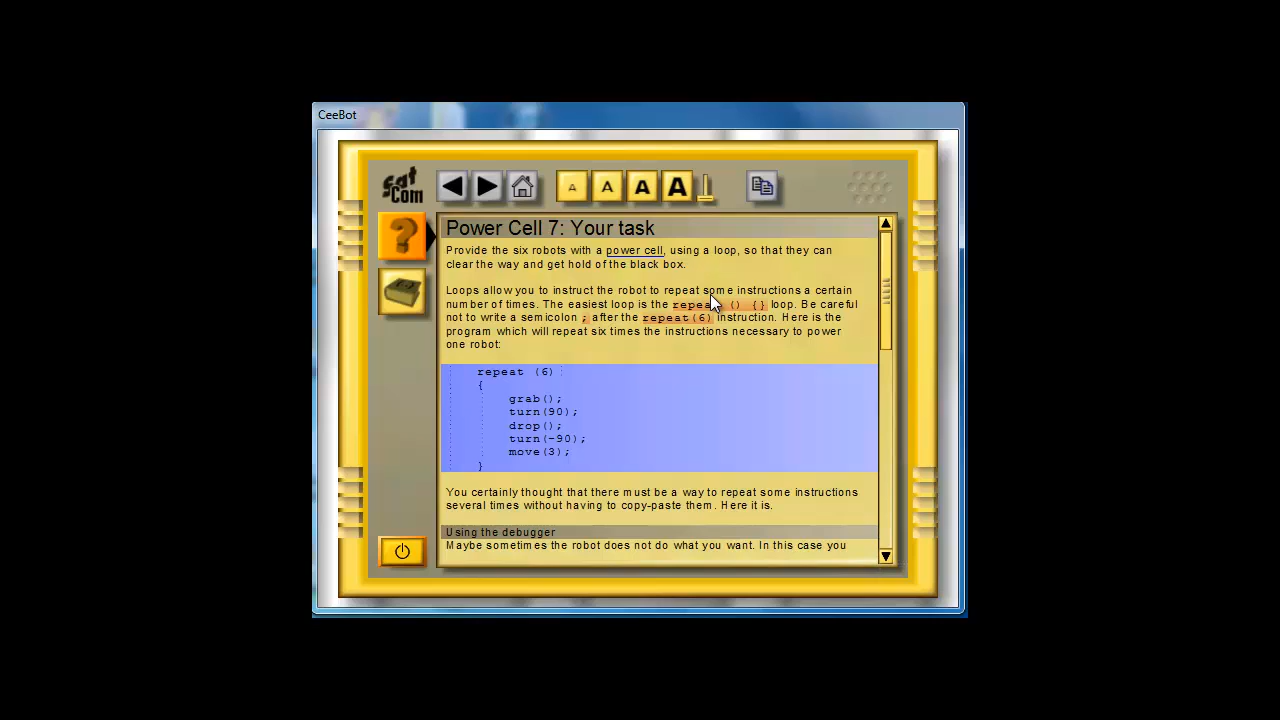 CeeBot
Sat
Com
A A A A
?
Power Cell 7: Your task
Provide the six robots with a power cell, using a loop, so that they can
clear the way and get hold of the black box.
Loops allow you to instruct the robot to repeat some instructions a certain
number of times. The easiest loop is the repeat () {} loop. Be careful
not to write a semicolon ; after the repeat(6) instruction. Here is the
program which will repeat six times the instructions necessary to power
one robot:
repeat (6)
{
grab();
turn(90);
drop();
turn(-90);
move(3);
}
You certainly thought that there must be a way to repeat some instructions
several times without having to copy-paste them. Here it is.
Using the debugger
Maybe sometimes the robot does not do what you want. In this case you